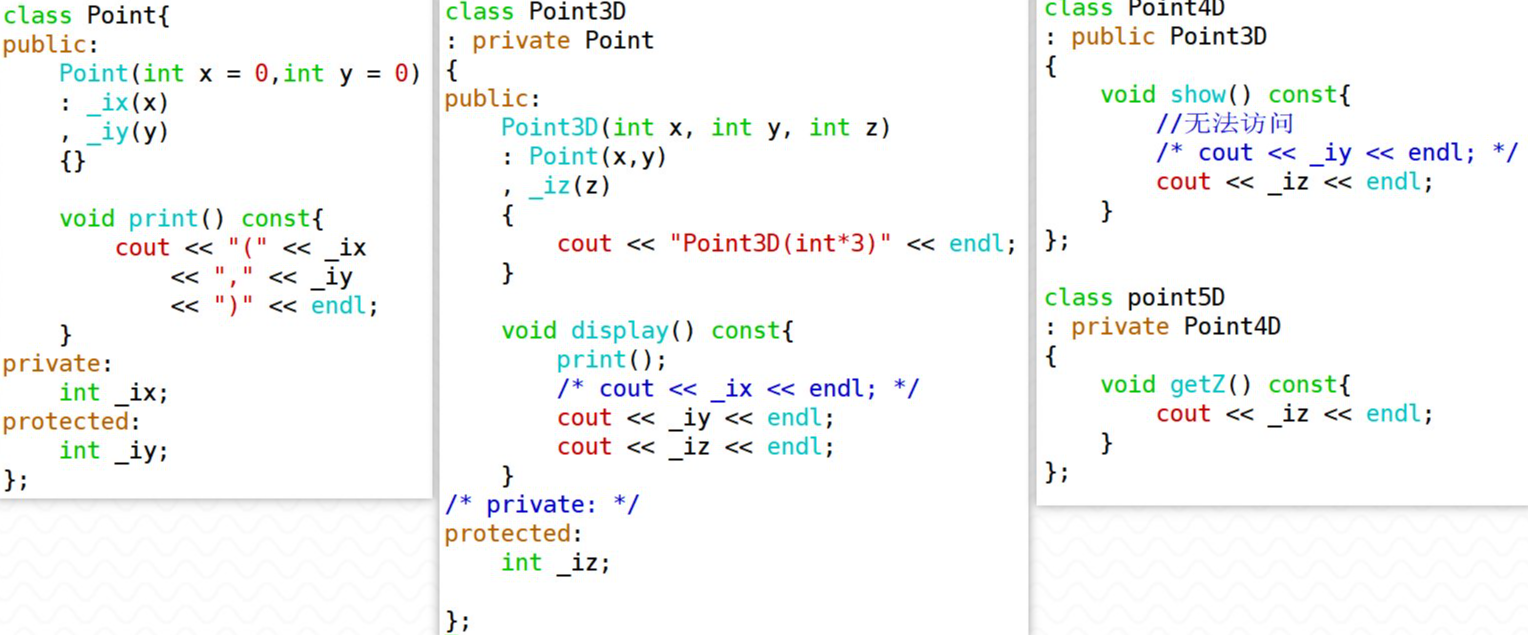 class Point{
public:
    Point(int x = 0,int y = 0)
    : _ix(x)
    , _iy(y)
    {}

    void print() const{
        cout << "(" << _ix
            << "," << _iy
            << ")" << endl;
    }
private:
    int _ix;
protected:
    int _iy;
};
class Point3D
: private Point
{
public:
    Point3D(int x, int y, int z)
    : Point(x,y)
    , _iz(z)
    {
        cout << "Point3D(int*3)" << endl;
    }

    void display() const{
        print();
        /* cout << _ix << endl; */
        cout << _iy << endl;
        cout << _iz << endl;
    }
/* private: */
protected:
    int _iz;

};
class Point4D
: public Point3D
{
    void show() const{
        //无法访问
        /* cout << _iy << endl; */
        cout << _iz << endl;
    }
};

class point5D
: private Point4D
{
    void getZ() const{
        cout << _iz << endl;
    }
};